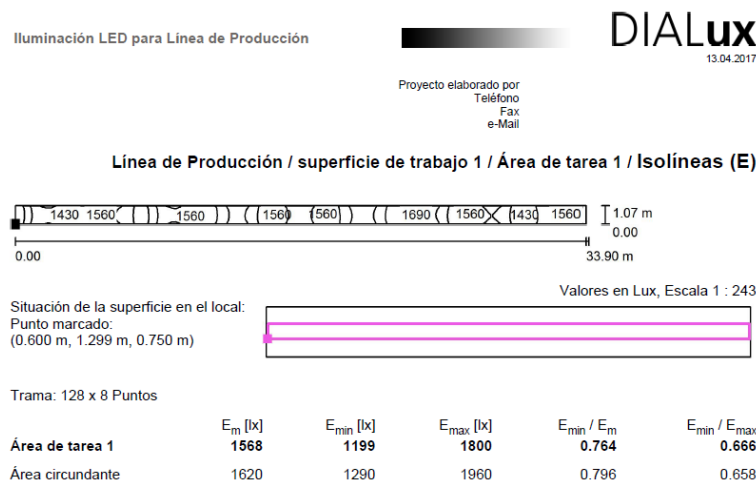 Iluminación LED para Línea de Producción
DIALux
13.04.2017
Proyecto elaborado por
Teléfono
Fax
e-Mail
Línea de Producción / superficie de trabajo 1 / Área de tarea 1 / Isolíneas (E)
1430 1560 1560 1560 1560 1690 1560 1430 1560
1.07 m
0.00
0.00 33.90 m
Valores en Lux, Escala 1 : 243
Situación de la superficie en el local:
Punto marcado:
(0.600 m, 1.299 m, 0.750 m)
Trama: 128 x 8 Puntos
Em [lx] Emin [lx] Emax [lx] Emin / Em Emin / Emax
Área de tarea 1 1568 1199 1800 0.764 0.666
Área circundante 1620 1290 1960 0.796 0.658